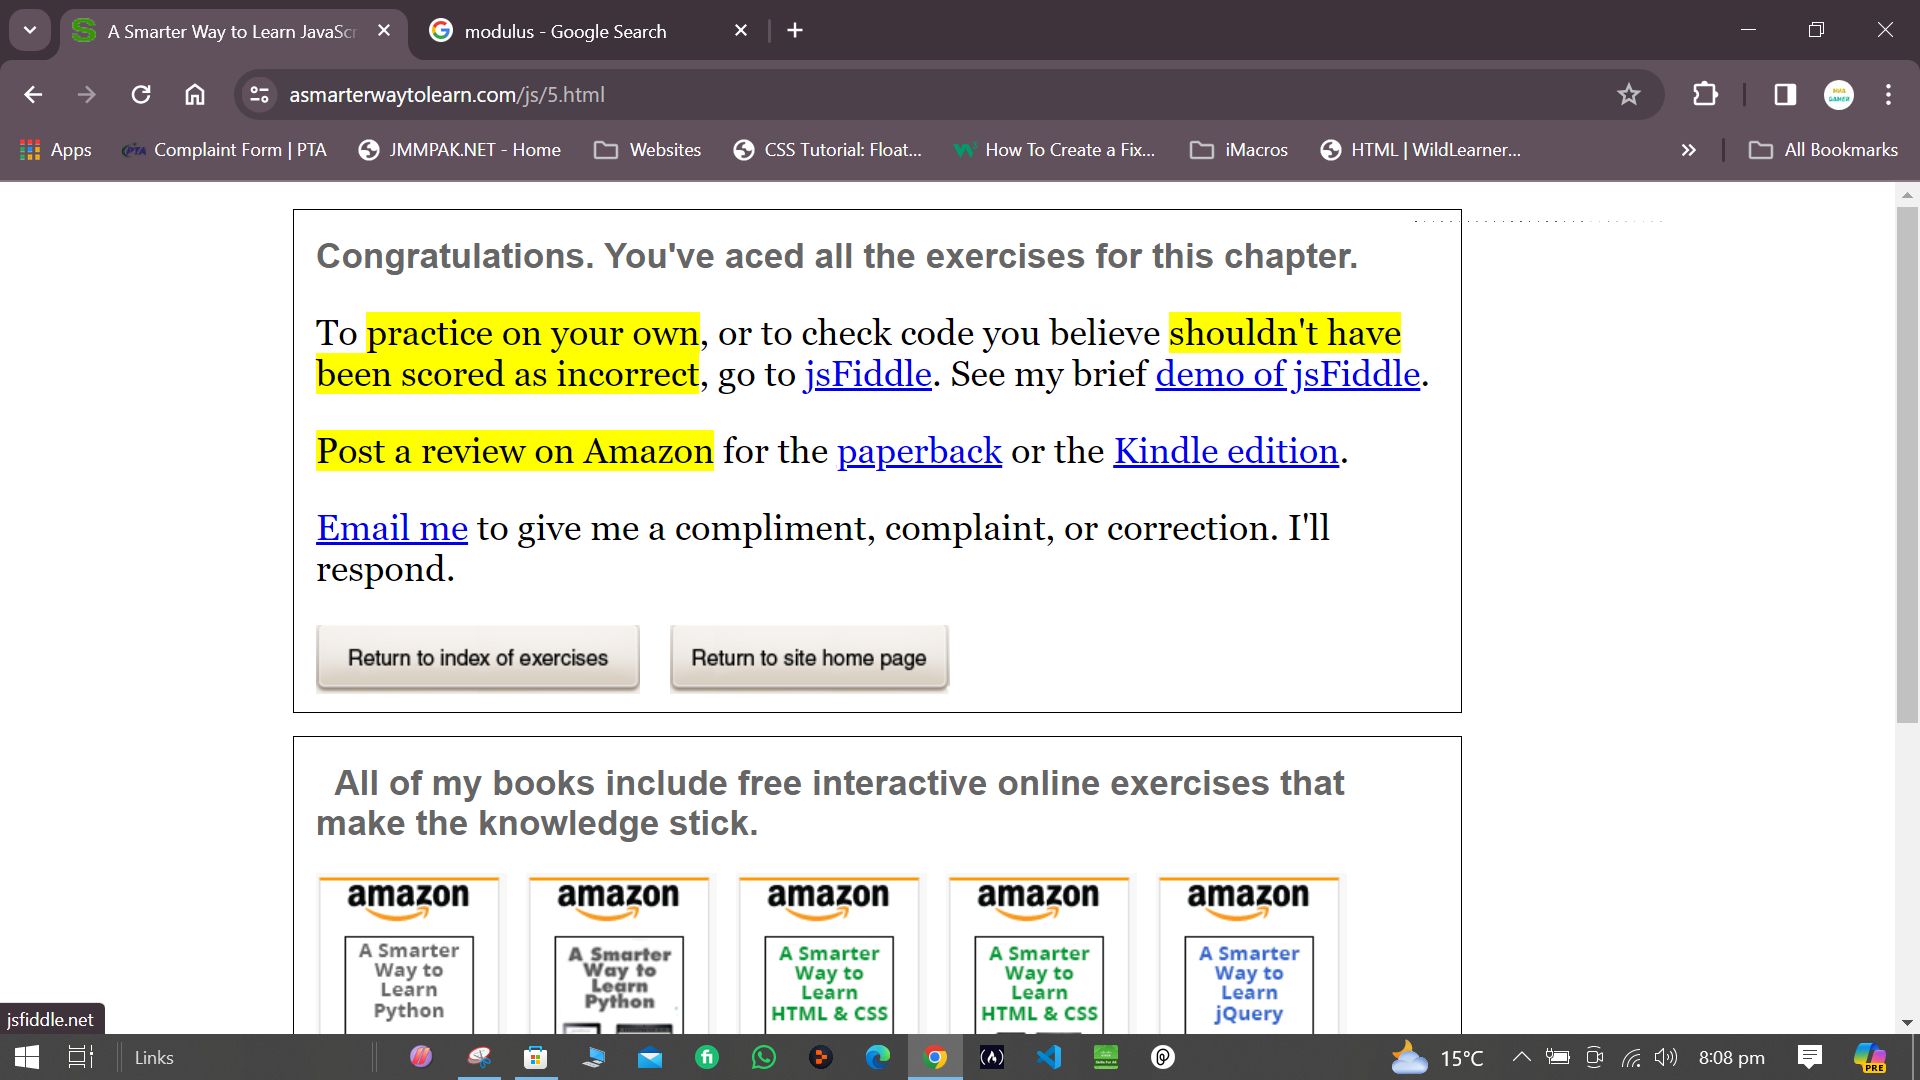 A Smarter Way to Learn JavaScr
modulus - Google Search
asmarterwaytolearn.com/js/5.html
Apps
Complaint Form | PTA
JMMPAK.NET - Home
Websites
CSS Tutorial: Float...
How To Create a Fix...
iMacros
HTML | WildLearner...
All Bookmarks
Congratulations. You've aced all the exercises for this chapter.
To practice on your own, or to check code you believe shouldn't have
been scored as incorrect, go to jsFiddle. See my brief demo of jsFiddle.
Post a review on Amazon for the paperback or the Kindle edition.
Email me to give me a compliment, complaint, or correction. I'll
respond.
Return to index of exercises
Return to site home page
All of my books include free interactive online exercises that
make the knowledge stick.
amazon
A Smarter
Way to
Learn
Python
amazon
A Smarter
Way to
Learn
Python
amazon
A Smarter
Way to
Learn
HTML & CSS
amazon
A Smarter
Way to
Learn
HTML & CSS
amazon
A Smarter
Way to
Learn
jQuery
jsfiddle.net
Links
15°C
8:08 pm
PRE